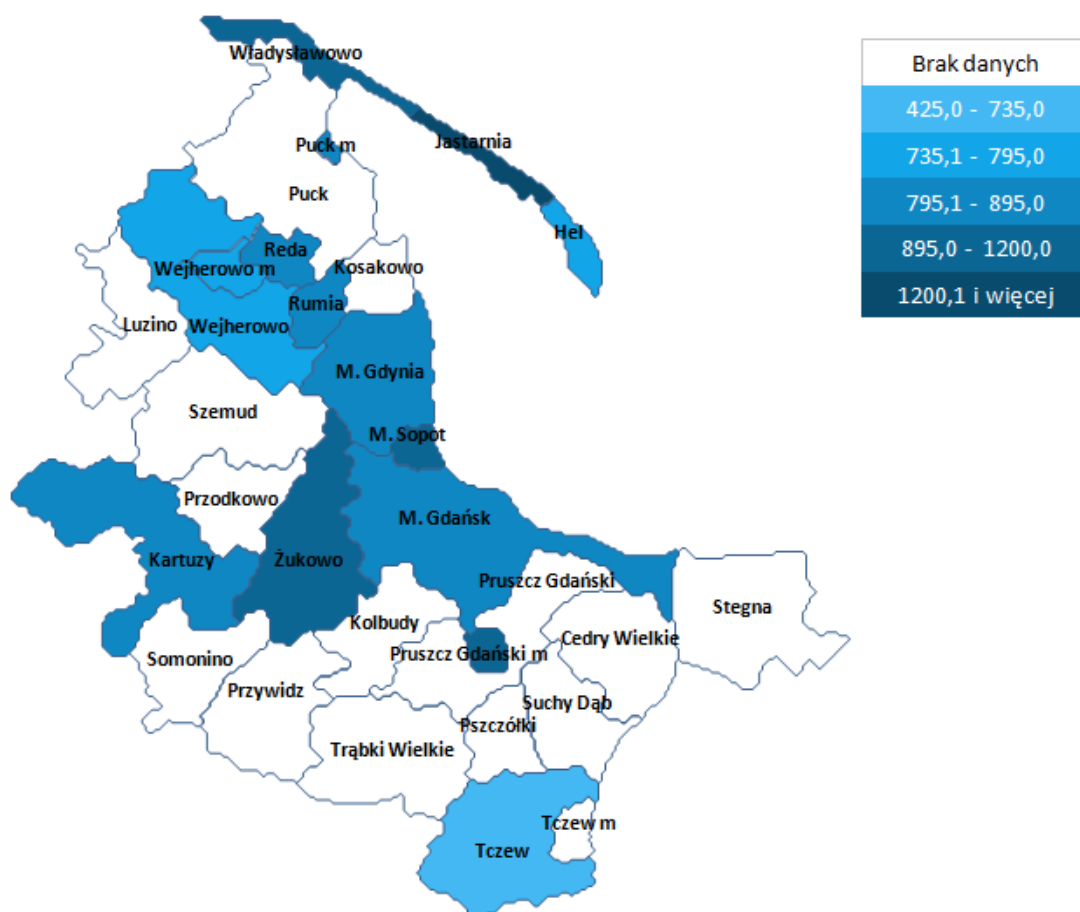 Władysławowo
Brak danych
425,0 - 735,0
Puck m
Jastarnia
735,1 - 795,0
Puck
795,1 - 895,0
Hel
895,0 - 1200,0
Reda
Wejherowo m
Kosakowo
1200,1 i więcej
Rumia
Luzino
Wejherowo
M. Gdynia
Szemud
M. Sopot
Przodkowo
M. Gdańsk
Kartuzy
Żukowo
Pruszcz Gdański
Stegna
Kolbudy
Cedry Wielkie
Somonino
Pruszcz Gdański m
Przywidz
Suchy Dąb
Pszczółki
Trąbki Wielkie
Tczew m
Tczew